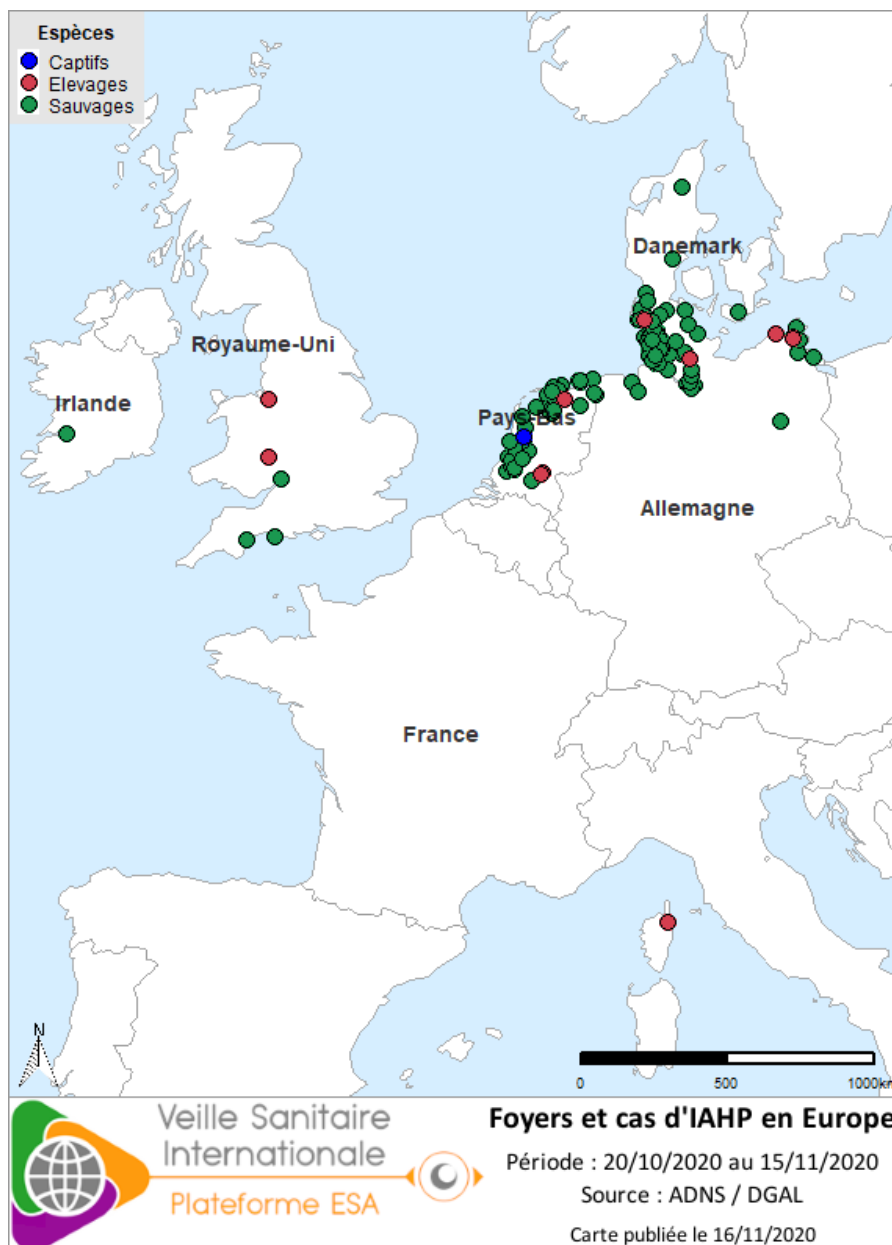 Espèces
Captifs
Elevages
Sauvages
Danemark
Royaume-Uni
Irlande
Pays-Bas
Allemagne
France
N
0 500 1000km
Veille Sanitaire
Internationale
Plateforme ESA
Foyers et cas d'IAHP en Europe
Période : 20/10/2020 au 15/11/2020
Source : ADNS / DGAL
Carte publiée le 16/11/2020